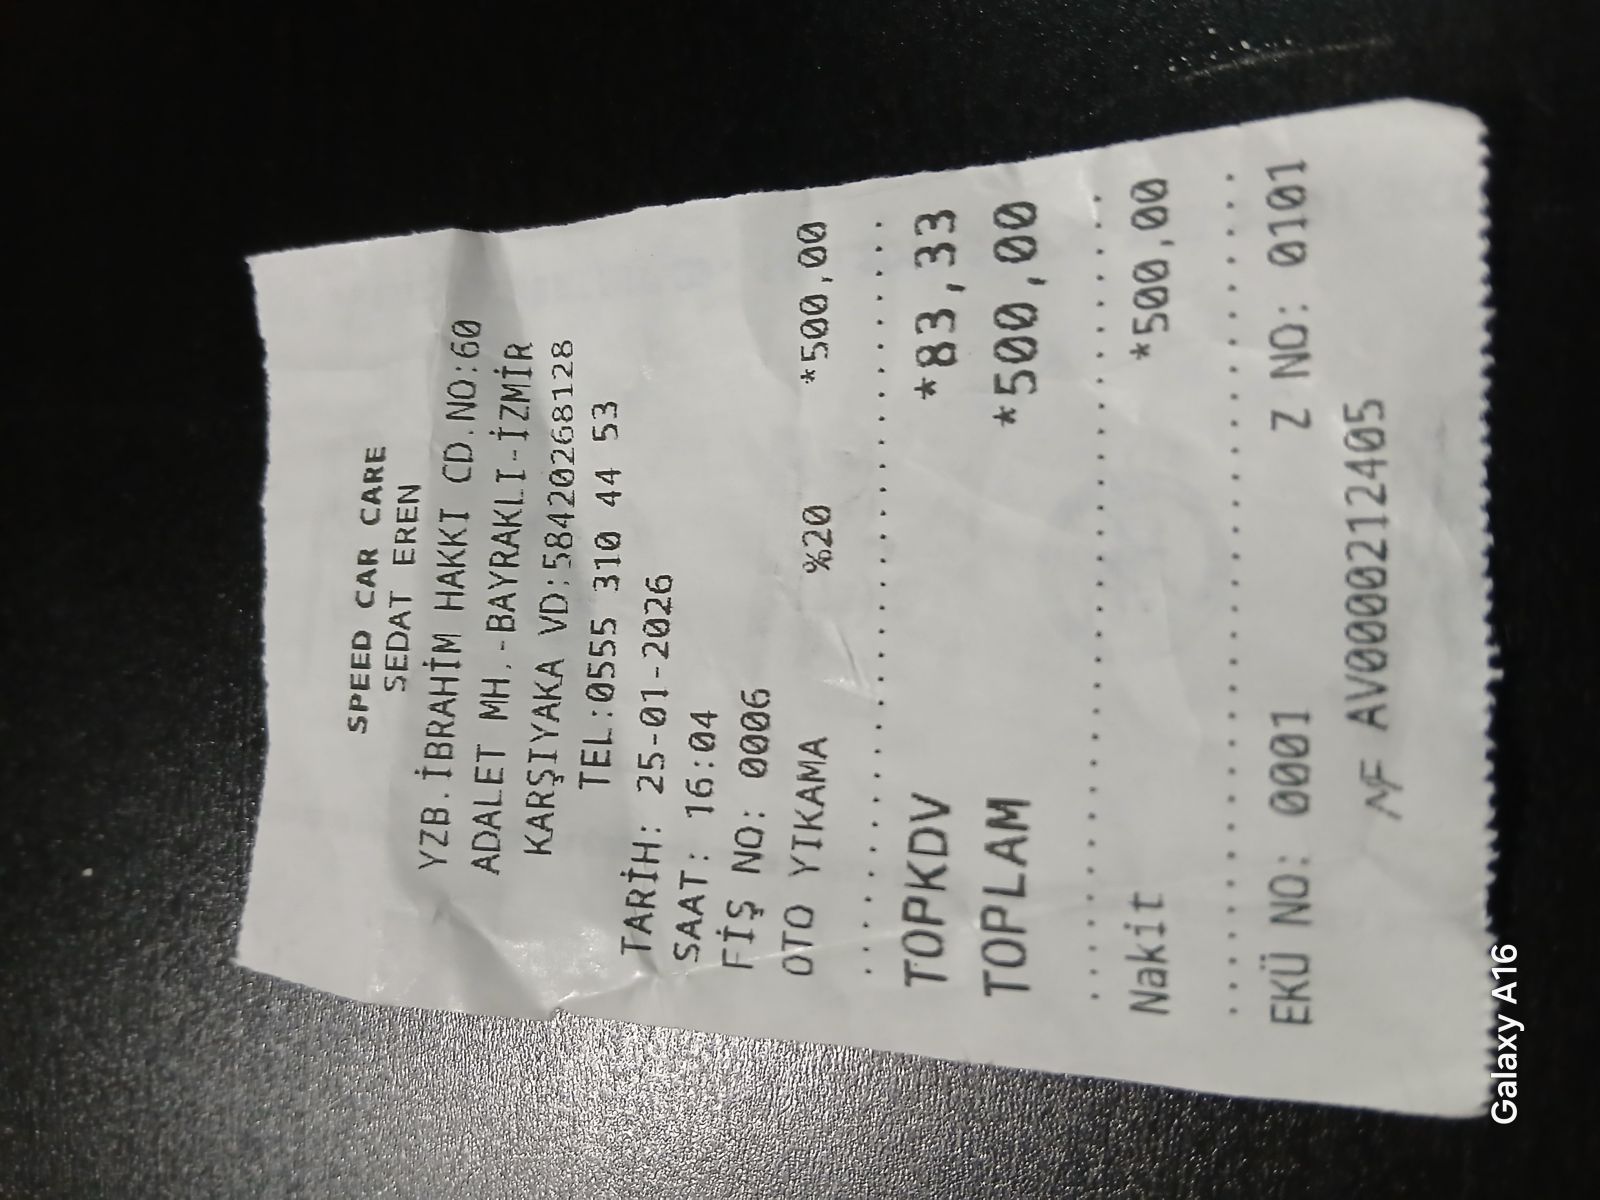 SPEED CAR CARE
SEDAT EREN
YZB.İBRAHİM HAKKI CD.NO:60
ADALET MH.-BAYRAKLI-İZMİR
KARŞIYAKA VD:58420268128
TEL:0555 310 44 53
TARİH: 25-01-2026
SAAT: 16:04
FİŞ NO: 0006
OTO YIKAMA %20 *500,00
TOPKDV *83,33
TOPLAM *500,00
Nakit *500,00
EKÜ NO: 0001 Z NO: 0101
MF AV0000212405
Galaxy A16